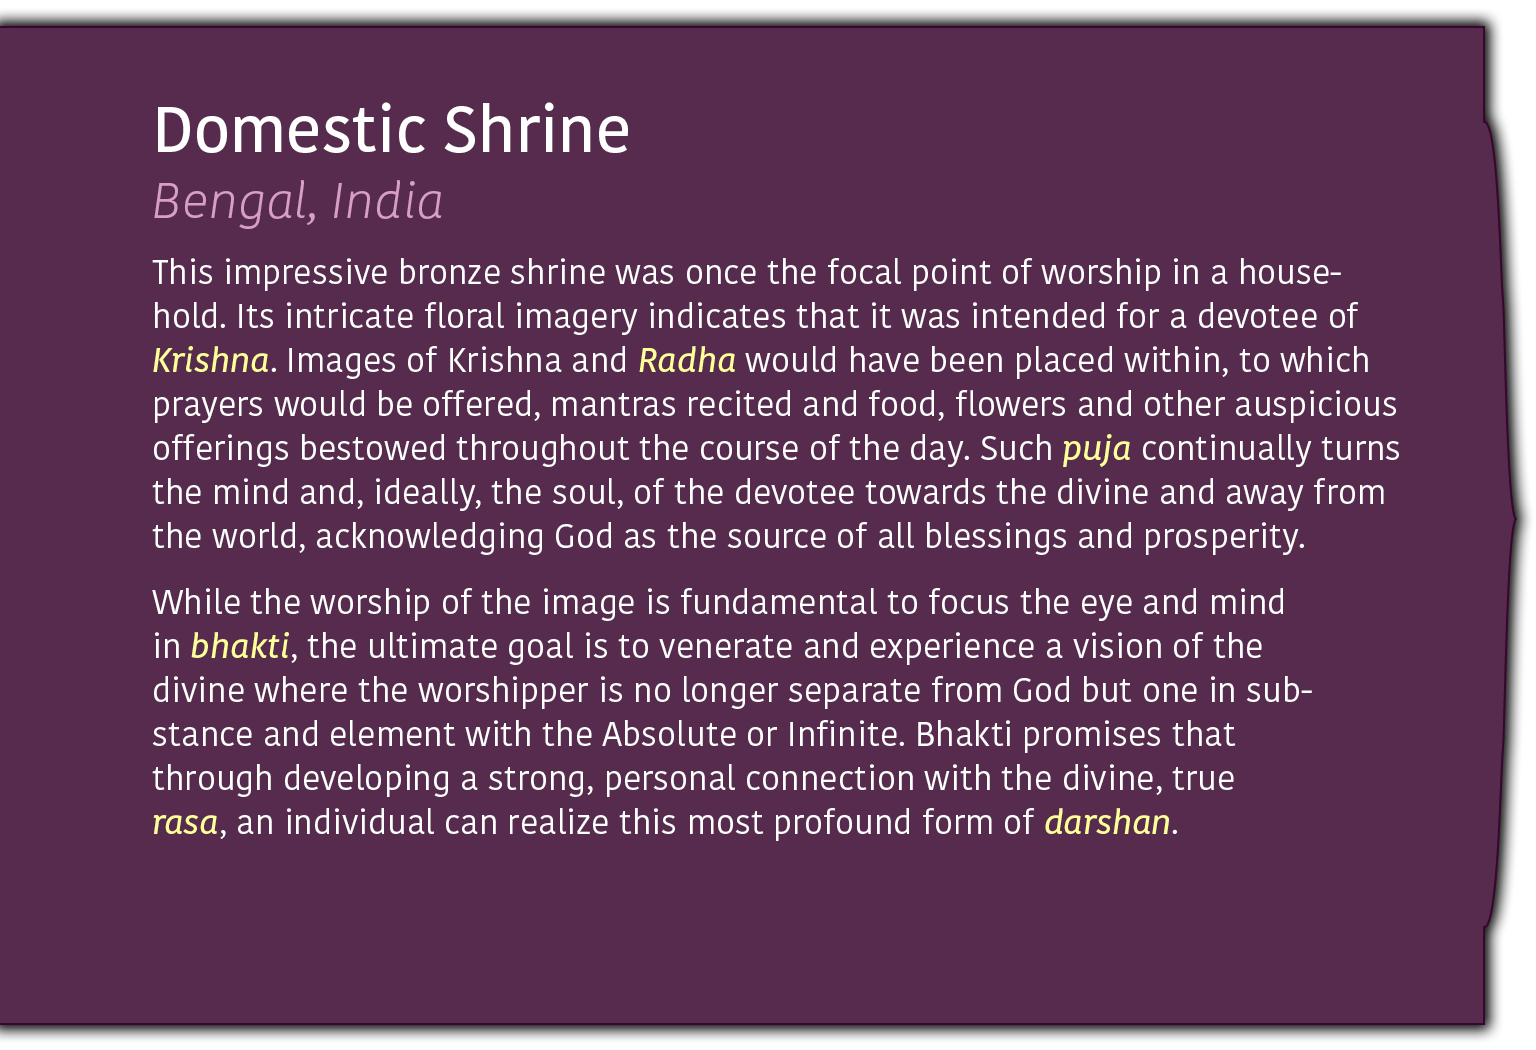 Domestic Shrine
Bengal, India
This impressive bronze shrine was once the focal point of worship in a house-
hold. Its intricate floral imagery indicates that it was intended for a devotee of
Krishna. Images of Krishna and Radha would have been placed within, to which
prayers would be offered, mantras recited and food, flowers and other auspicious
offerings bestowed throughout the course of the day. Such puja continually turns
the mind and, ideally, the soul, of the devotee towards the divine and away from
the world, acknowledging God as the source of all blessings and prosperity.
While the worship of the image is fundamental to focus the eye and mind
in bhakti, the ultimate goal is to venerate and experience a vision of the
divine where the worshipper is no longer separate from God but one in sub-
stance and element with the Absolute or Infinite. Bhakti promises that
through developing a strong, personal connection with the divine, true
rasa, an individual can realize this most profound form of darshan.